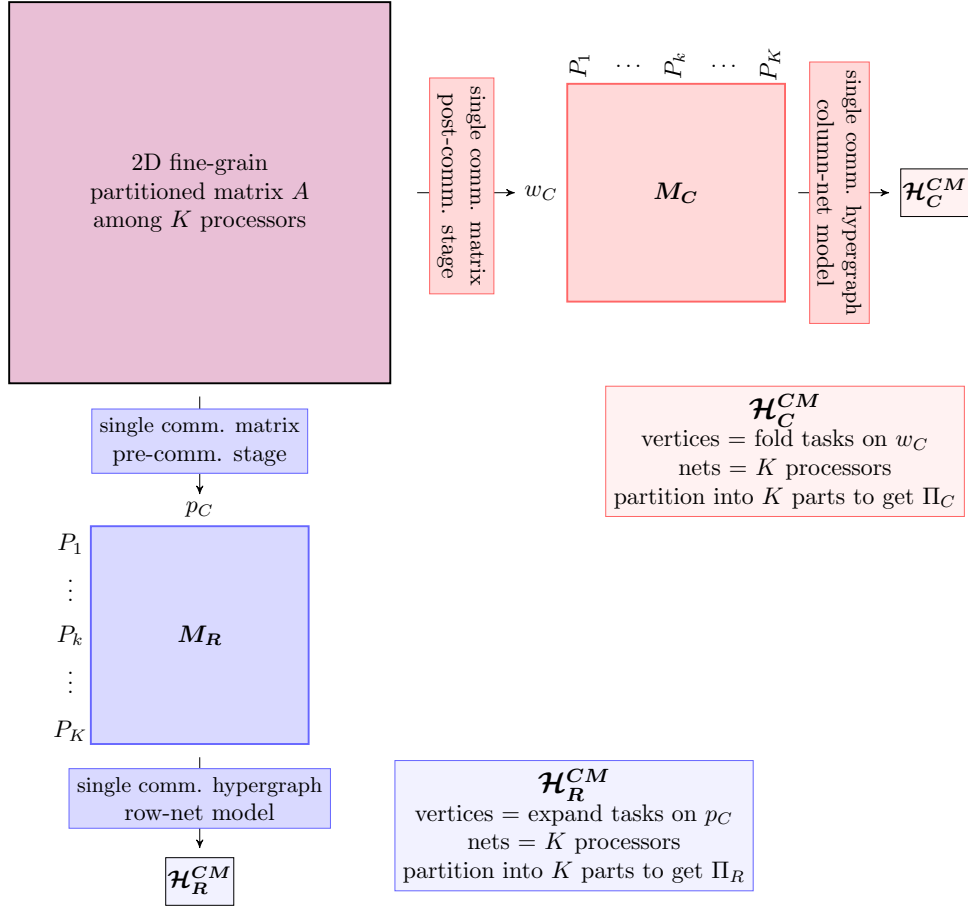 2D fine-grain
partitioned matrix A
among K processors
single comm. matrix
post-comm. stage
w_C
P_1 ⋯ P_k ⋯ P_K
M_C
single comm. hypergraph
column-net model
H_C^{CM}
single comm. matrix
pre-comm. stage
p_C
P_1
⋮
P_k
⋮
P_K
M_R
single comm. hypergraph
row-net model
H_R^{CM}
H_C^{CM}
vertices = fold tasks on w_C
nets = K processors
partition into K parts to get Π_C
H_R^{CM}
vertices = expand tasks on p_C
nets = K processors
partition into K parts to get Π_R